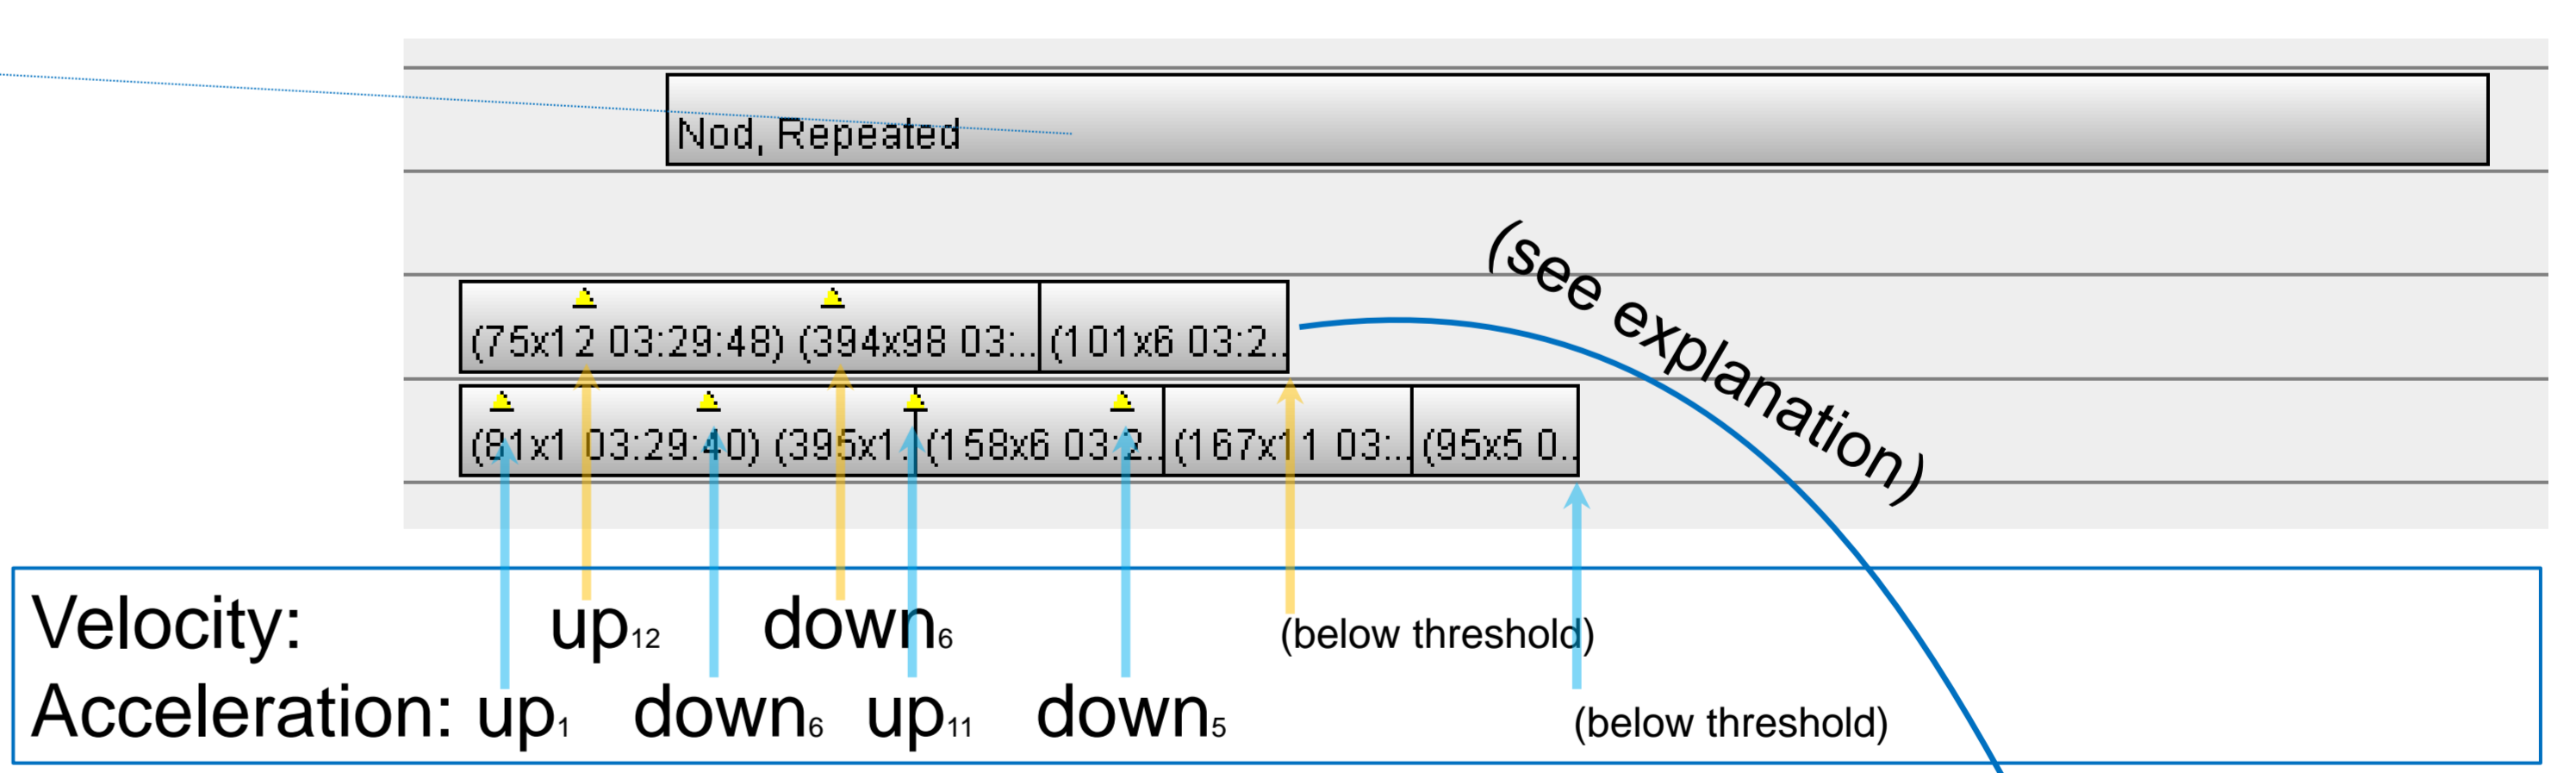 Nod, Repeated
(see explanation)
(75x12 03:29:48) (394x98 03:.. (101x6 03:2..
(81x1 03:29:40) (395x1. (158x6 03:2.. (167x11 03:.. (95x5 0..
Velocity: up12 down6 (below threshold)
Acceleration: up1 down6 up11 down5 (below threshold)